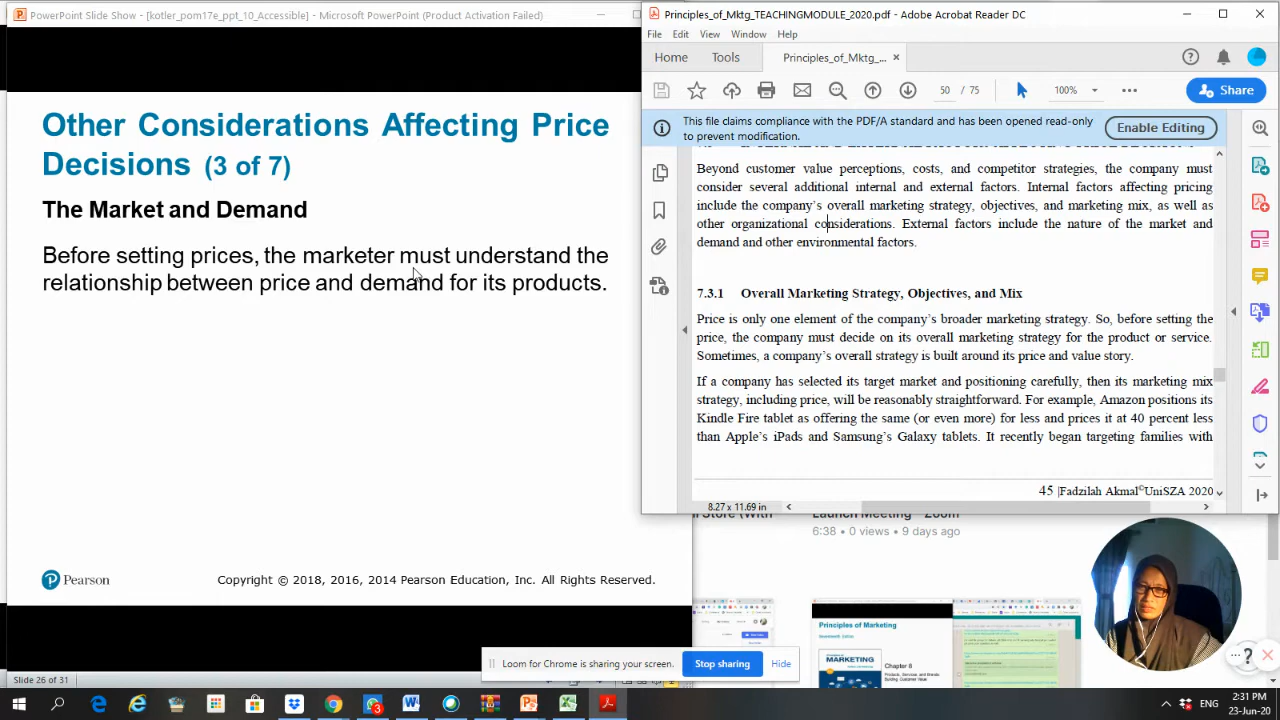 PowerPoint Slide Show - [kotler_pom17e_ppt_10_Accessible] - Microsoft PowerPoint (Product Activation Failed)
Other Considerations Affecting Price
Decisions (3 of 7)
The Market and Demand
Before setting prices, the marketer must understand the
relationship between price and demand for its products.
Pearson
Copyright © 2018, 2016, 2014 Pearson Education, Inc. All Rights Reserved.
Slide 26 of 31
Principles_of_Mktg_TEACHINGMODULE_2020.pdf - Adobe Acrobat Reader DC
File Edit View Window Help
Home Tools Principles_of_Mktg_... ×
50 / 75 100% Share
This file claims compliance with the PDF/A standard and has been opened read-only
to prevent modification.
Enable Editing
Beyond customer value perceptions, costs, and competitor strategies, the company must
consider several additional internal and external factors. Internal factors affecting pricing
include the company's overall marketing strategy, objectives, and marketing mix, as well as
other organizational considerations. External factors include the nature of the market and
demand and other environmental factors.
7.3.1 Overall Marketing Strategy, Objectives, and Mix
Price is only one element of the company's broader marketing strategy. So, before setting the
price, the company must decide on its overall marketing strategy for the product or service.
Sometimes, a company's overall strategy is built around its price and value story.
If a company has selected its target market and positioning carefully, then its marketing mix
strategy, including price, will be reasonably straightforward. For example, Amazon positions its
Kindle Fire tablet as offering the same (or even more) for less and prices it at 40 percent less
than Apple's iPads and Samsung's Galaxy tablets. It recently began targeting families with
45 |Fadzilah Akmal©UniSZA 2020
8.27 x 11.69 in
Store (With
Launch Meeting - Zoom
6:38 • 0 views • 9 days ago
Principles of Marketing
MARKETING
Chapter 8
Loom for Chrome is sharing your screen. Stop sharing Hide
3
ENG
2:31 PM
23-Jun-20